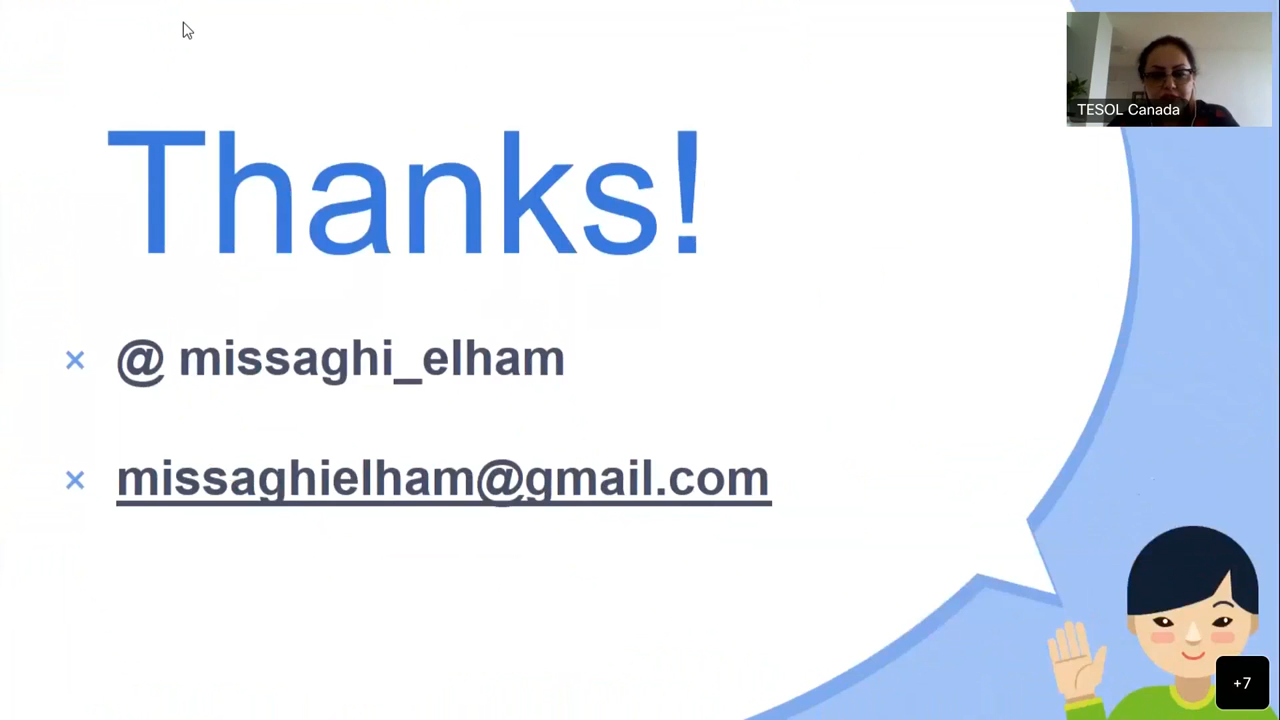 TESOL Canada
Thanks!
× @ missaghi_elham
× missaghielham@gmail.com
+7